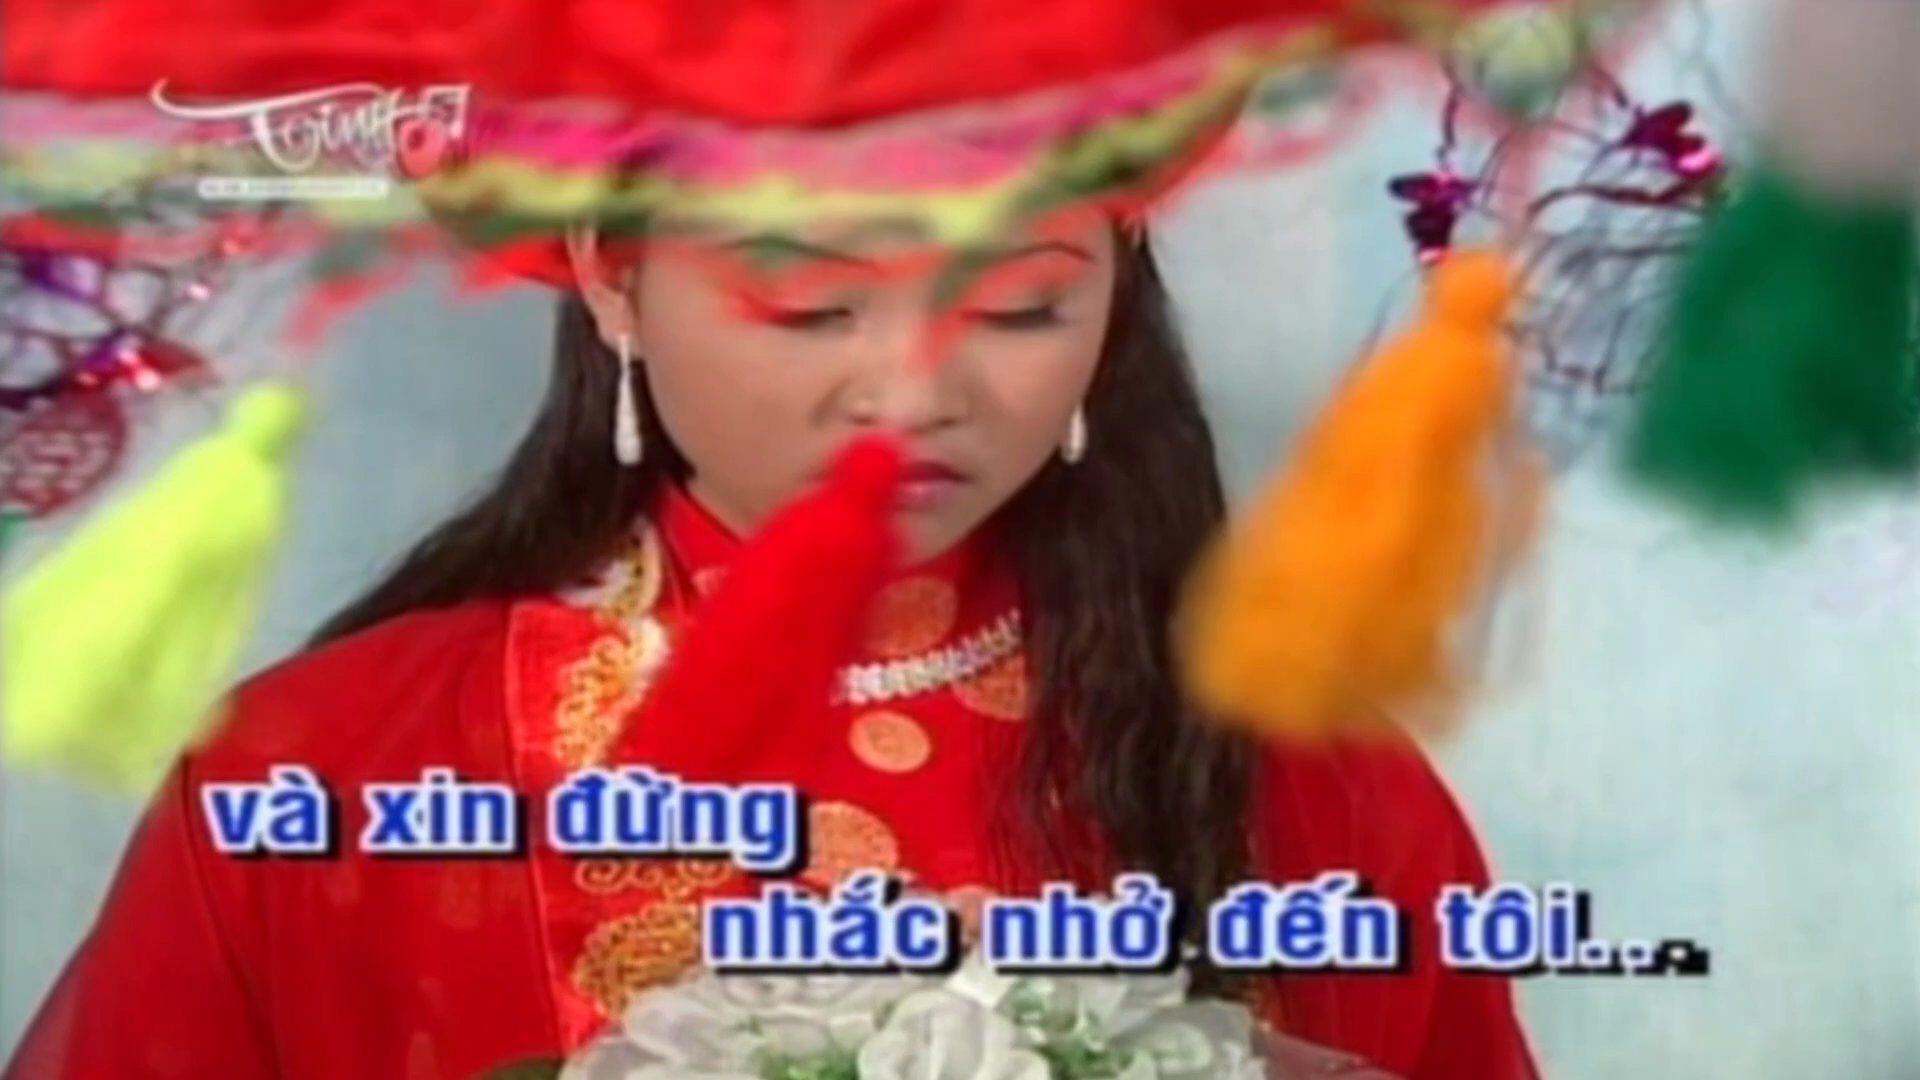 và xin đừng
nhắc nhở đến tôi...